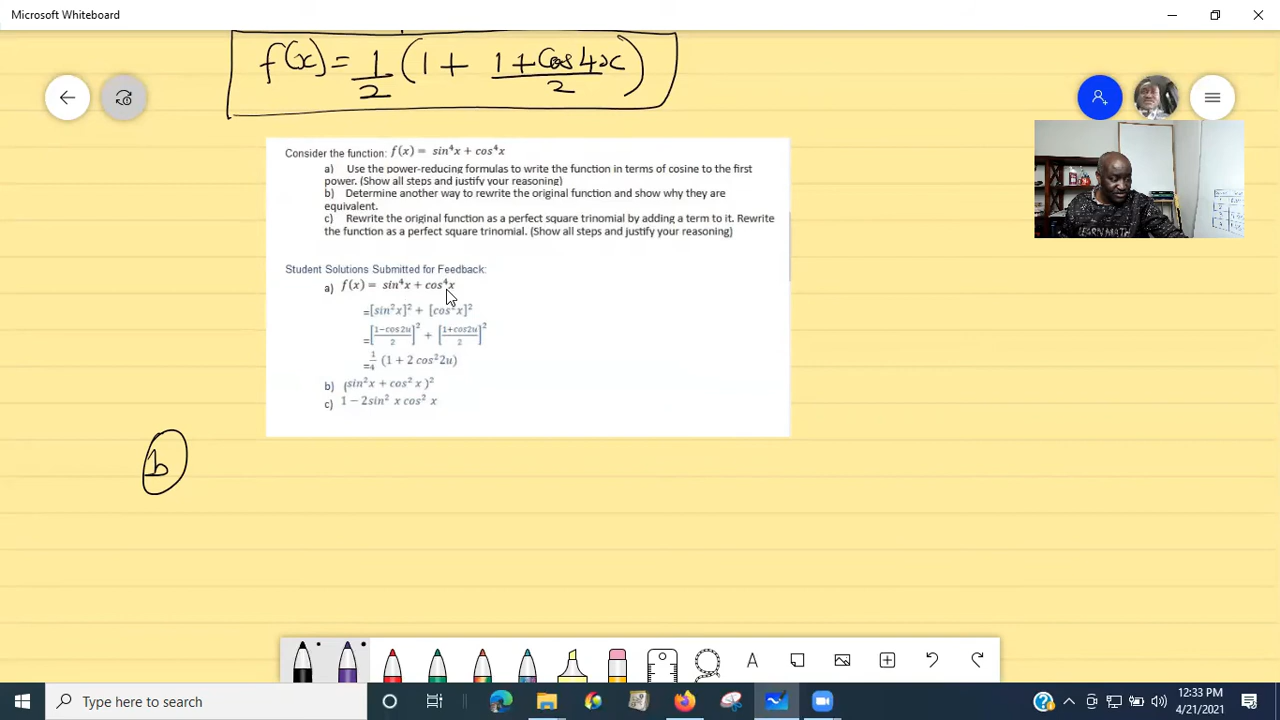 Microsoft Whiteboard
f(x) = 1/2 (1 + (1 + Cos4x)/2)
Consider the function: f(x) = sin⁴x + cos⁴x
a) Use the power-reducing formulas to write the function in terms of cosine to the first
power. (Show all steps and justify your reasoning)
b) Determine another way to rewrite the original function and show why they are
equivalent.
c) Rewrite the original function as a perfect square trinomial by adding a term to it. Rewrite
the function as a perfect square trinomial. (Show all steps and justify your reasoning)
Student Solutions Submitted for Feedback:
a) f(x) = sin⁴x + cos⁴x
=[sin²x]² + [cos²x]²
=[(1−cos2u)/2]² + [(1+cos2u)/2]²
=1/4 (1 + 2 cos²2u)
b) (sin²x + cos² x )²
c) 1 − 2sin² x cos² x
b
LEARN MATH
A
Type here to search
12:33 PM
4/21/2021